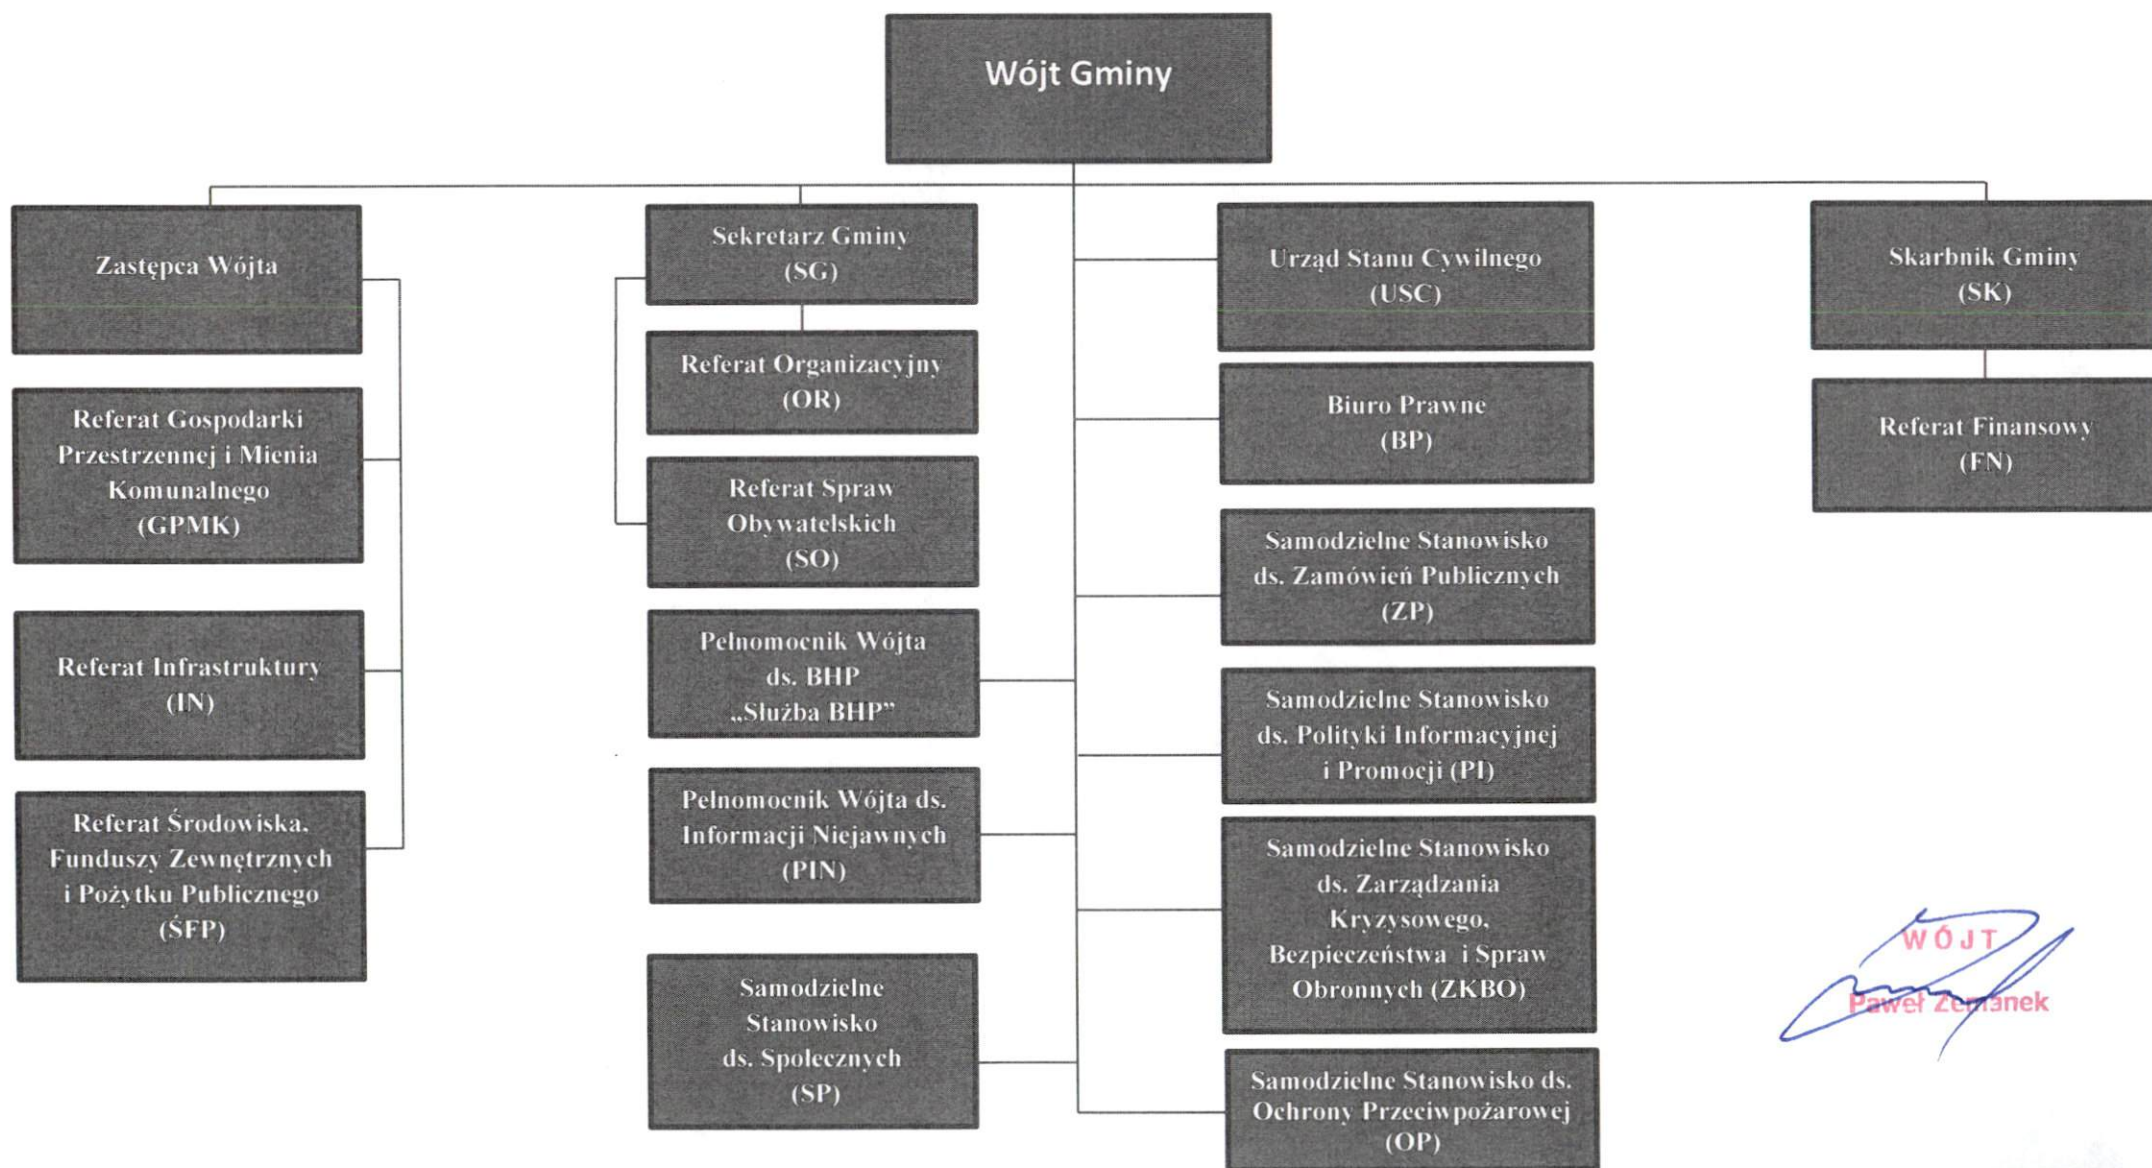 Wójt Gminy
Zastępca Wójta
Referat Gospodarki
Przestrzennej i Mienia
Komunalnego
(GPMK)
Referat Infrastruktury
(IN)
Referat Środowiska,
Funduszy Zewnętrznych
i Pożytku Publicznego
(ŚFP)
Sekretarz Gminy
(SG)
Referat Organizacyjny
(OR)
Referat Spraw
Obywatelskich
(SO)
Pełnomocnik Wójta
ds. BHP
„Służba BHP”
Pełnomocnik Wójta ds.
Informacji Niejawnych
(PIN)
Samodzielne
Stanowisko
ds. Społecznych
(SP)
Urząd Stanu Cywilnego
(USC)
Biuro Prawne
(BP)
Samodzielne Stanowisko
ds. Zamówień Publicznych
(ZP)
Samodzielne Stanowisko
ds. Polityki Informacyjnej
i Promocji (PI)
Samodzielne Stanowisko
ds. Zarządzania
Kryzysowego,
Bezpieczeństwa i Spraw
Obronnych (ZKBO)
Samodzielne Stanowisko ds.
Ochrony Przeciwpożarowej
(OP)
Skarbnik Gminy
(SK)
Referat Finansowy
(FN)
WÓJT
Paweł Zemanek